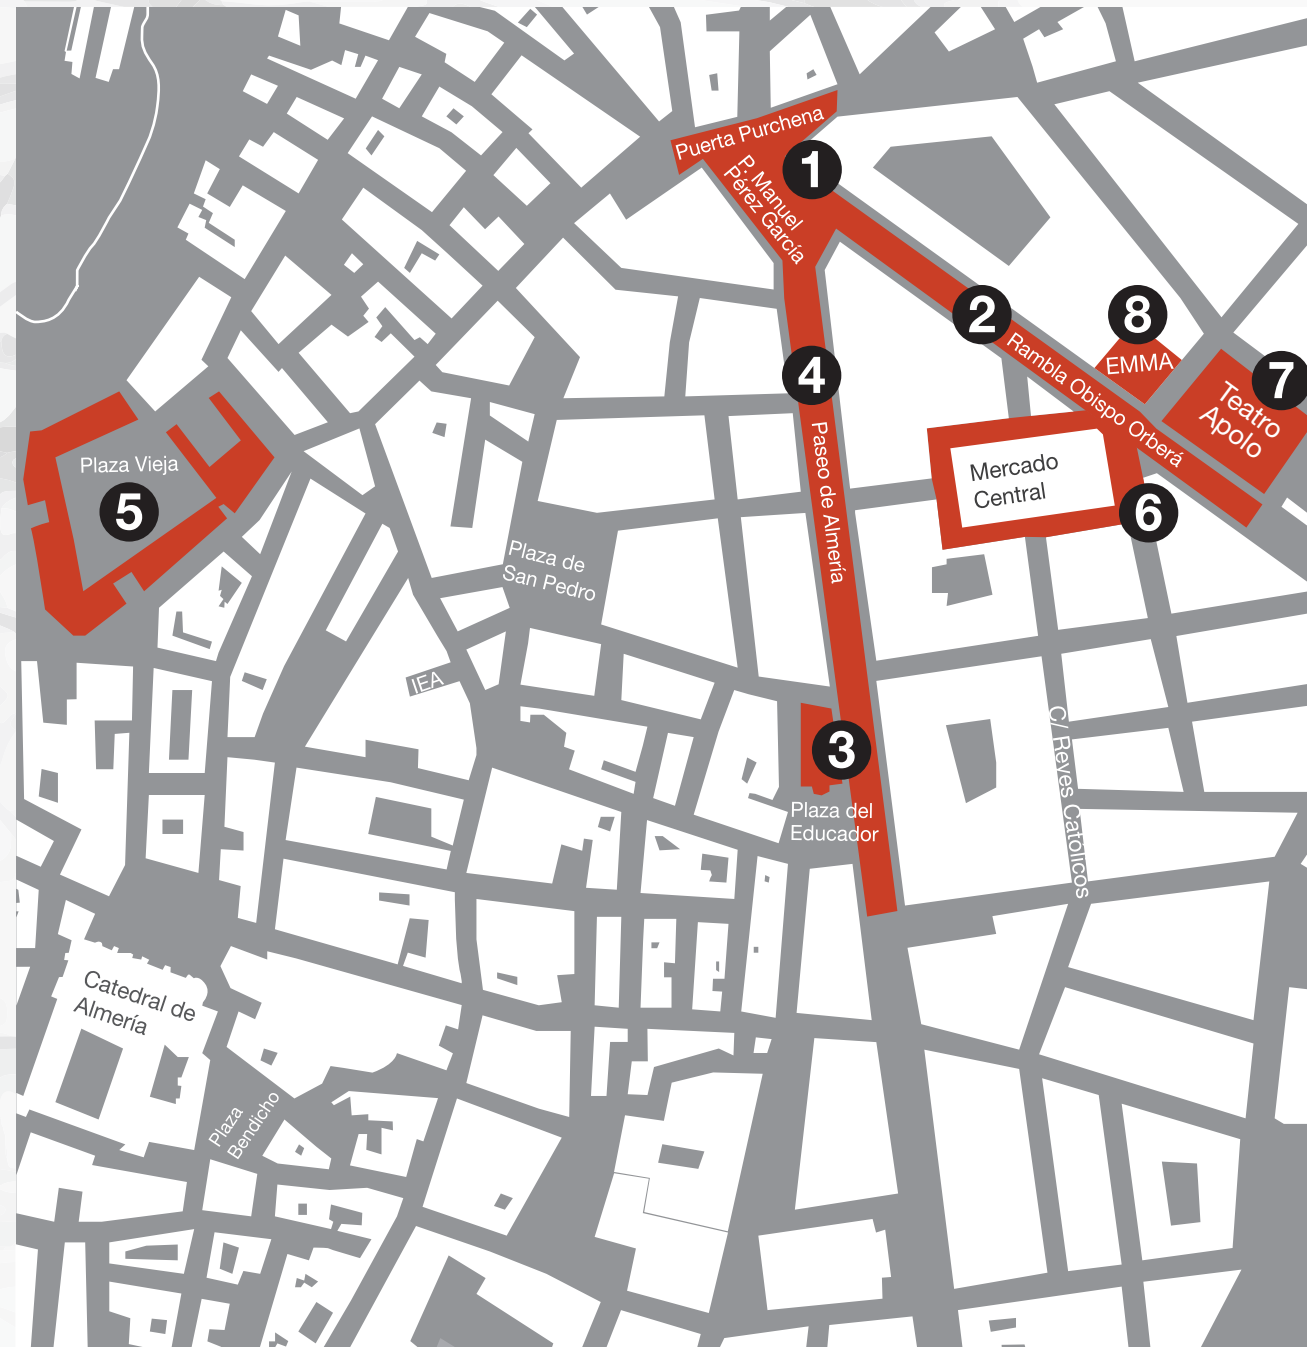 Puerta Purchena
1
P. Manuel
Pérez García
2
8
EMMA
7
Teatro
Apolo
Rambla Obispo Orberá
4
Paseo de Almería
Mercado
Central
6
Plaza Vieja
5
Plaza de
San Pedro
IEA
3
Plaza del
Educador
C/ Reyes Católicos
Catedral de
Almería
Plaza
Bendicho